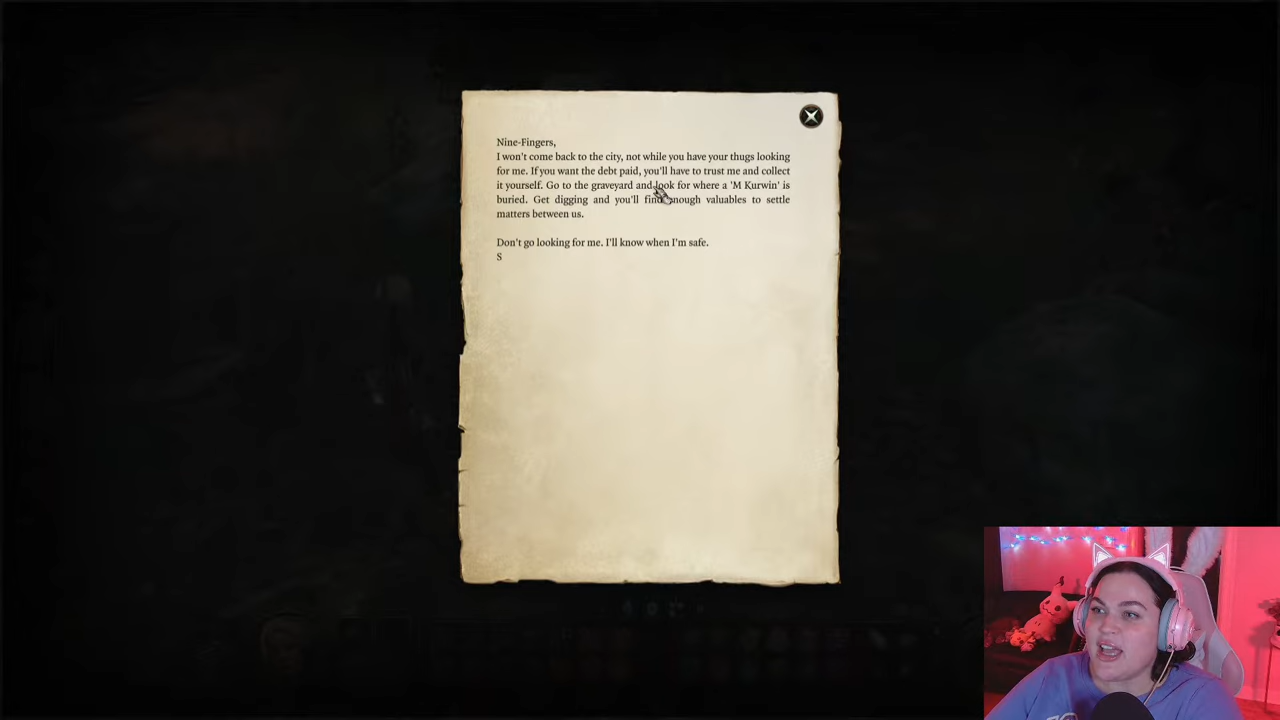 Nine-Fingers,
I won't come back to the city, not while you have your thugs looking
for me. If you want the debt paid, you'll have to trust me and collect
it yourself. Go to the graveyard and look for where a 'M Kurwin' is
buried. Get digging and you'll find enough valuables to settle
matters between us.
Don't go looking for me. I'll know when I'm safe.
S